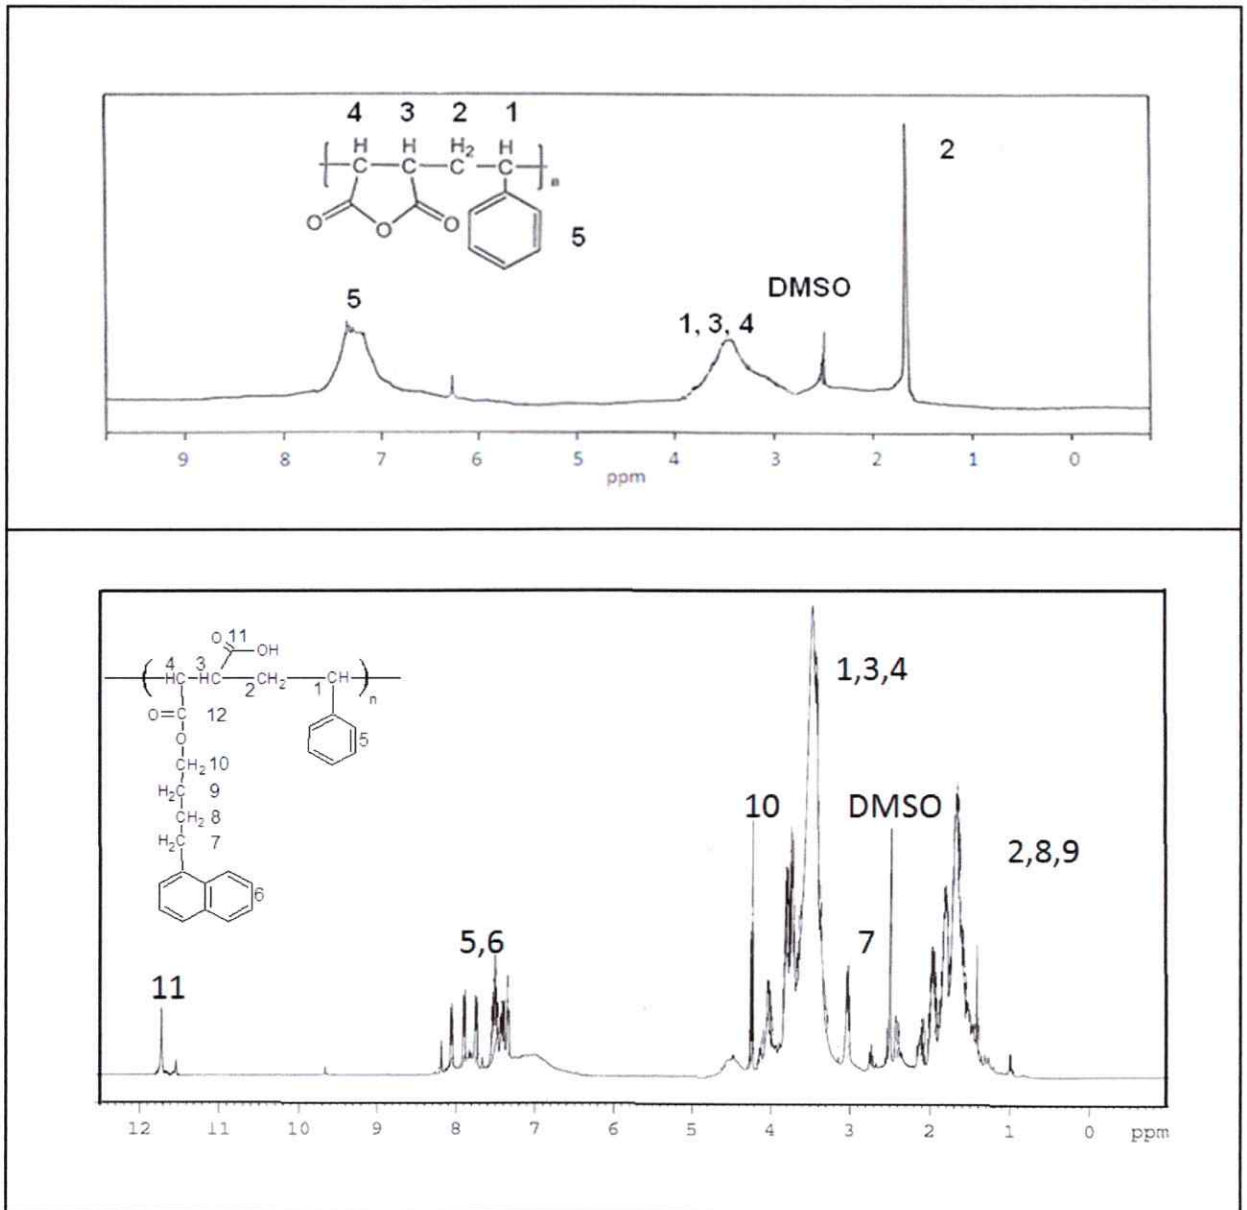 4 3 2 1
H H H₂ H
C C C C
n
O O O
5
2
5
DMSO
1, 3, 4
9 8 7 6 5 4 3 2 1 0
ppm
O 11 OH
4 3
HC HC 2 CH₂ 1 CH
n
O=C 12
O
5
CH₂ 10
H₂C 9
CH₂ 8
H₂C 7
6
1,3,4
10
DMSO
2,8,9
5,6
7
11
12 11 10 9 8 7 6 5 4 3 2 1 0 ppm